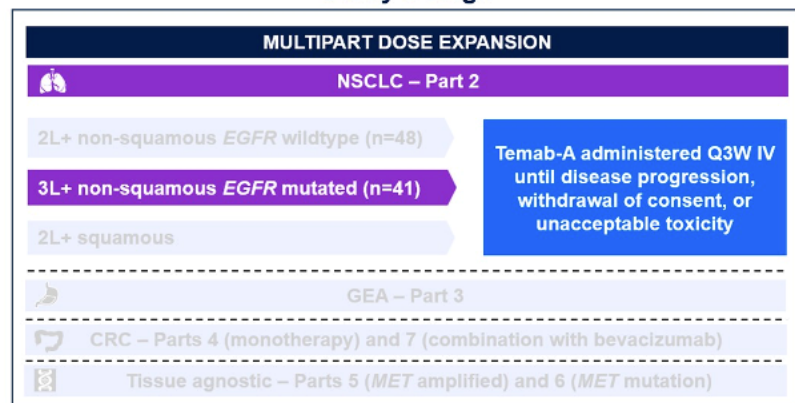 MULTIPART DOSE EXPANSION
NSCLC – Part 2
2L+ non-squamous EGFR wildtype (n=48)
3L+ non-squamous EGFR mutated (n=41)
2L+ squamous
Temab-A administered Q3W IV
until disease progression,
withdrawal of consent, or
unacceptable toxicity
GEA – Part 3
CRC – Parts 4 (monotherapy) and 7 (combination with bevacizumab)
Tissue agnostic – Parts 5 (MET amplified) and 6 (MET mutation)